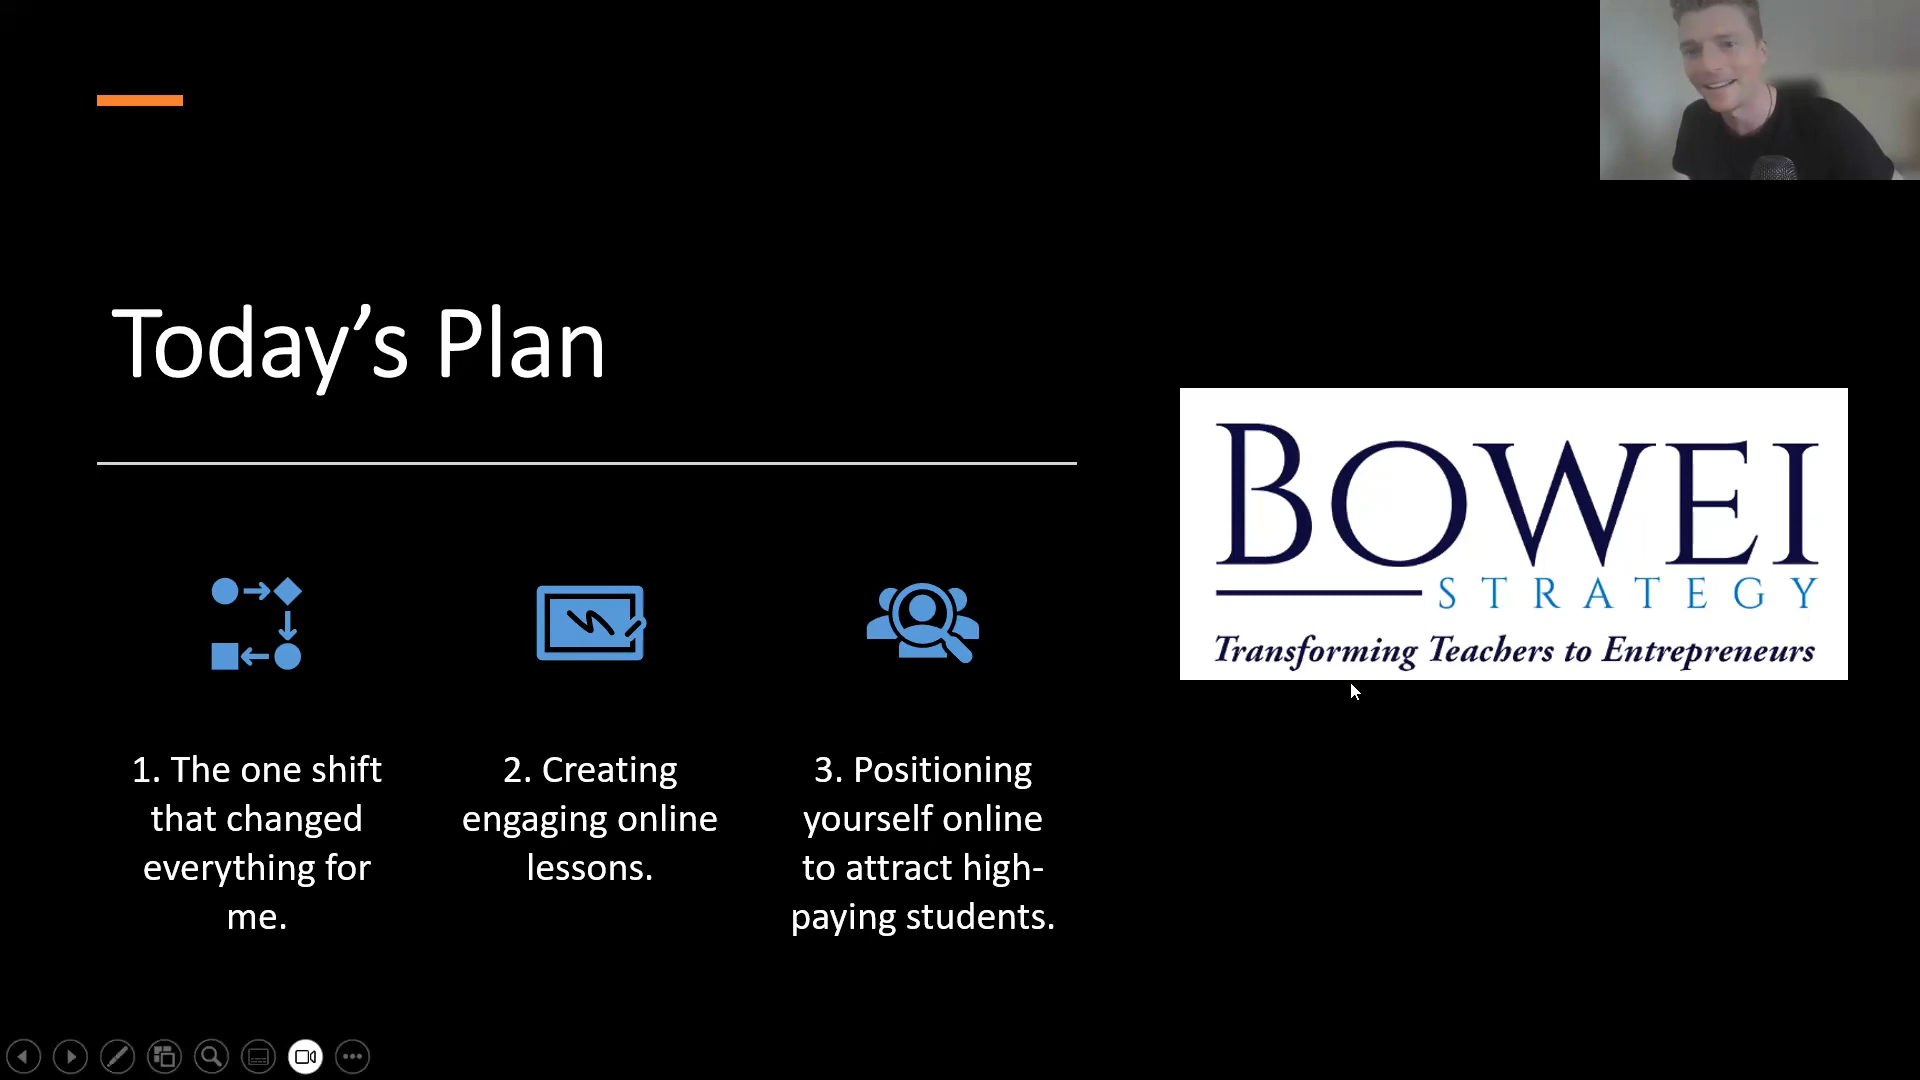 Today’s Plan
BOWEI
STRATEGY
Transforming Teachers to Entrepreneurs
1. The one shift
that changed
everything for
me.
2. Creating
engaging online
lessons.
3. Positioning
yourself online
to attract high-
paying students.